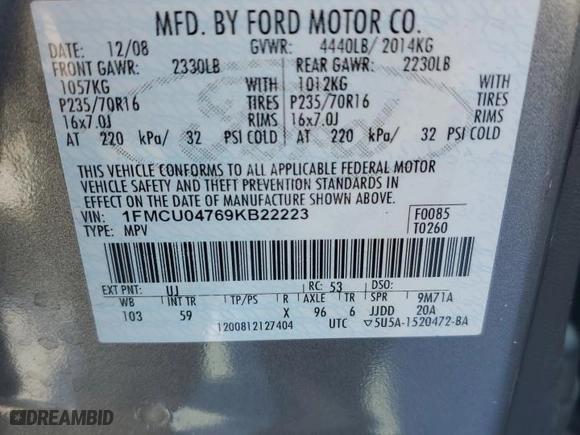 MFD. BY FORD MOTOR CO.
DATE: 12/08 GVWR: 4440LB/ 2014KG
FRONT GAWR: 2330LB REAR GAWR: 2230LB
1057KG WITH 1012KG WITH
P235/70R16 TIRES P235/70R16 TIRES
16x7.0J RIMS 16x7.0J RIMS
AT 220 kPa/ 32 PSI COLD AT 220 kPa/ 32 PSI COLD
THIS VEHICLE CONFORMS TO ALL APPLICABLE FEDERAL MOTOR
VEHICLE SAFETY AND THEFT PREVENTION STANDARDS IN
EFFECT ON THE DATE OF MANUFACTURE SHOWN ABOVE.
VIN: 1FMCU04769KB22223 F0085
TYPE: MPV T0260
EXT PNT: UJ RC: 53 DSO:
WB INT TR TP/PS R AXLE TR SPR 9M71A
103 59 X 96 6 JJDD 20A
1200812127404 UTC ▽5U5A-1520472-BA
Ford
DREAMBID